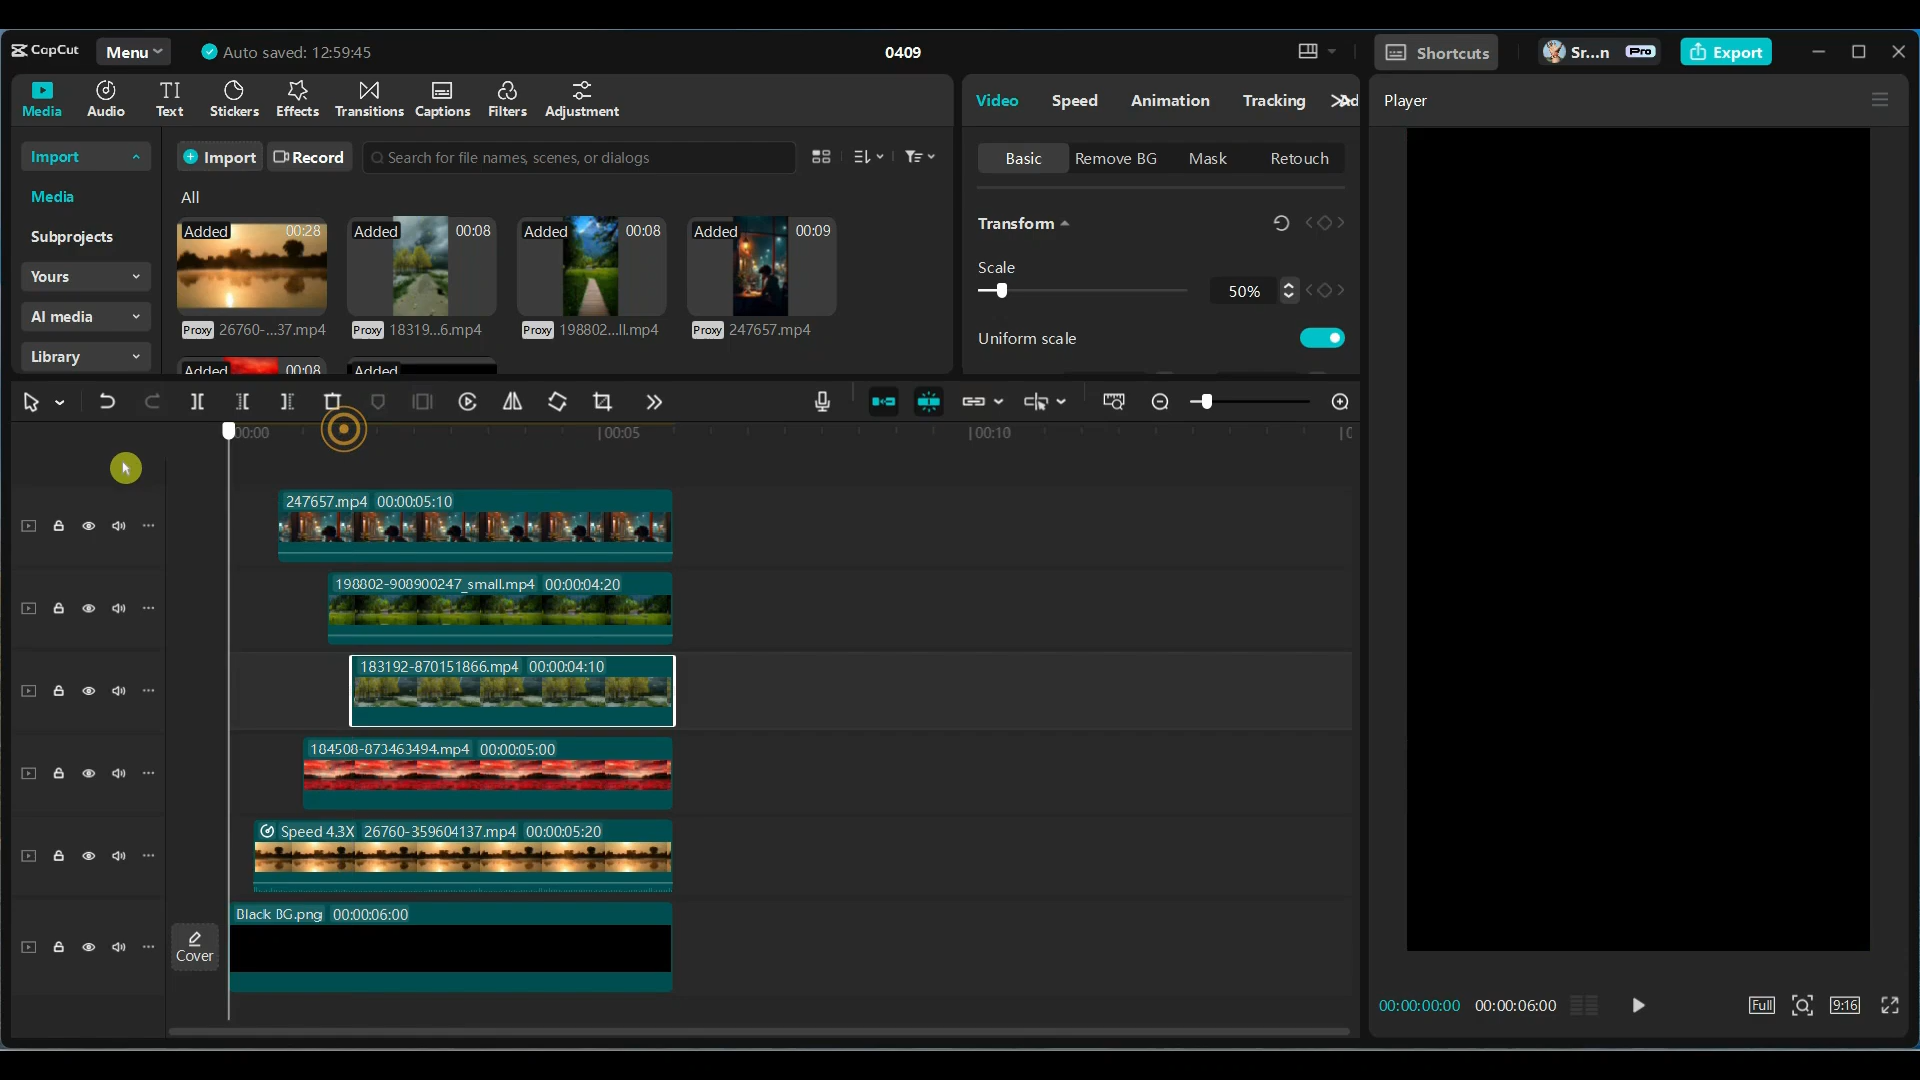 CapCut
Menu
Auto saved: 12:59:45
0409
Shortcuts
Sr...n
Pro
Export
Media
Audio
Text
Stickers
Effects
Transitions
Captions
Filters
Adjustment
Video
Speed
Animation
Tracking
Player
Import
Import
Record
Search for file names, scenes, or dialogs
Basic
Remove BG
Mask
Retouch
Media
All
Subprojects
Added 00:28
Added 00:08
Added 00:08
Added 00:09
Transform
Yours
Scale
50%
AI media
Proxy 26760-...37.mp4
Proxy 18319...6.mp4
Proxy 198802...ll.mp4
Proxy 247657.mp4
Uniform scale
Library
Added 00:08
Added
00:00
00:05
00:10
247657.mp4 00:00:05:10
198802-908900247_small.mp4 00:00:04:20
183192-870151866.mp4 00:00:04:10
184508-873463494.mp4 00:00:05:00
Speed 4.3X 26760-359604137.mp4 00:00:05:20
Black BG.png 00:00:06:00
Cover
00:00:00:00
00:00:06:00
Full
9:16